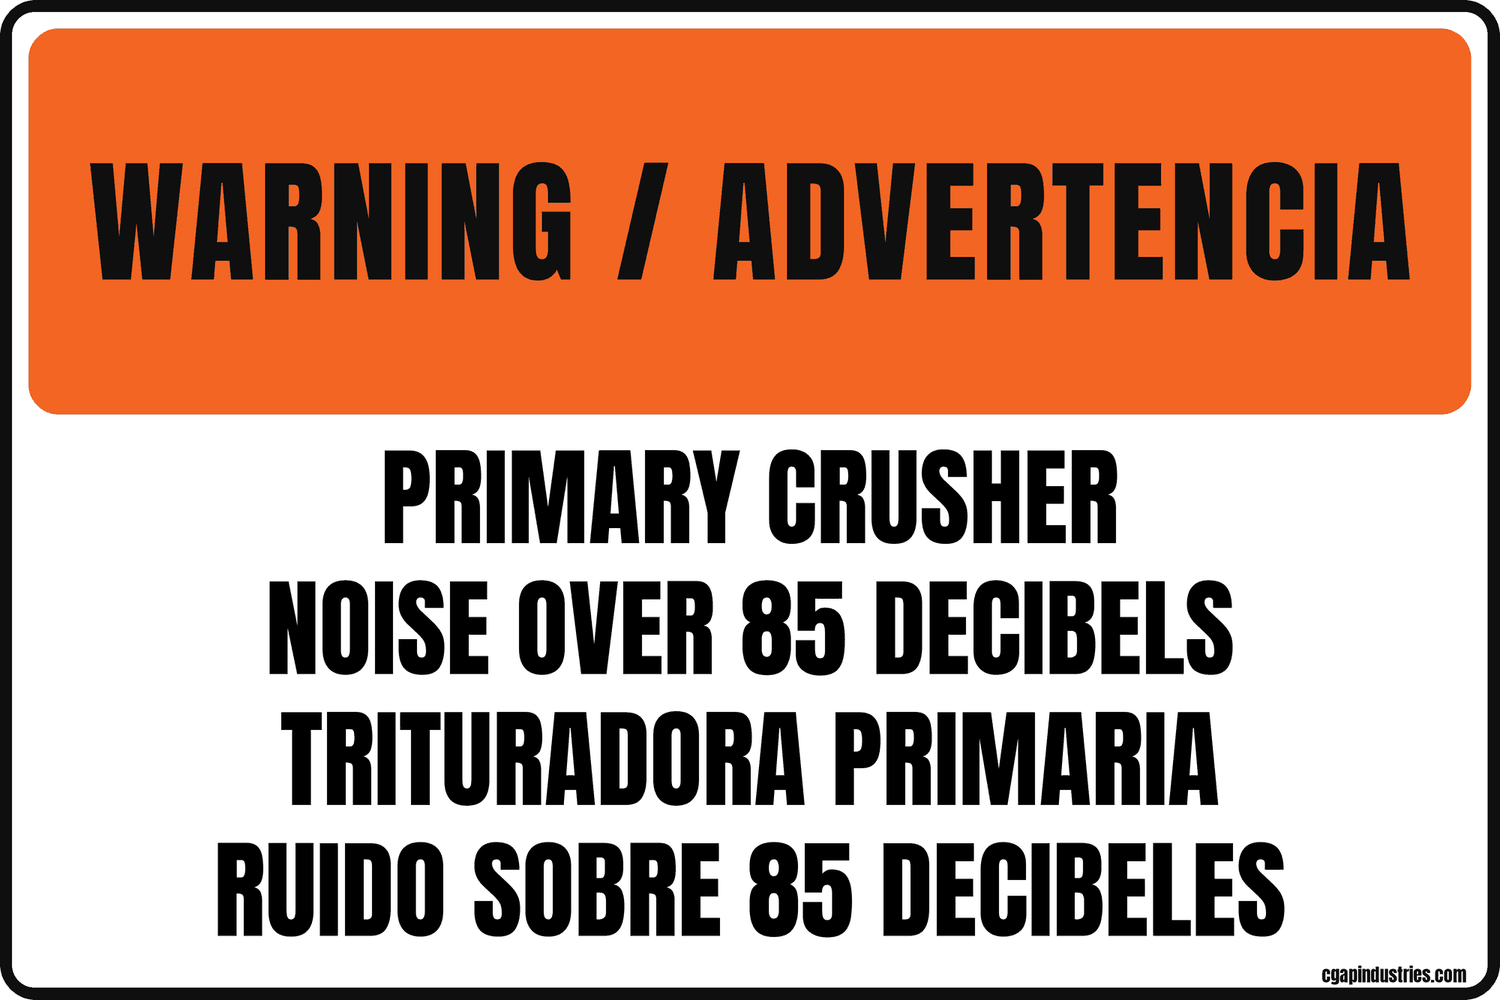 WARNING / ADVERTENCIA
PRIMARY CRUSHER
NOISE OVER 85 DECIBELS
TRITURADORA PRIMARIA
RUIDO SOBRE 85 DECIBELES
cgapindustries.com